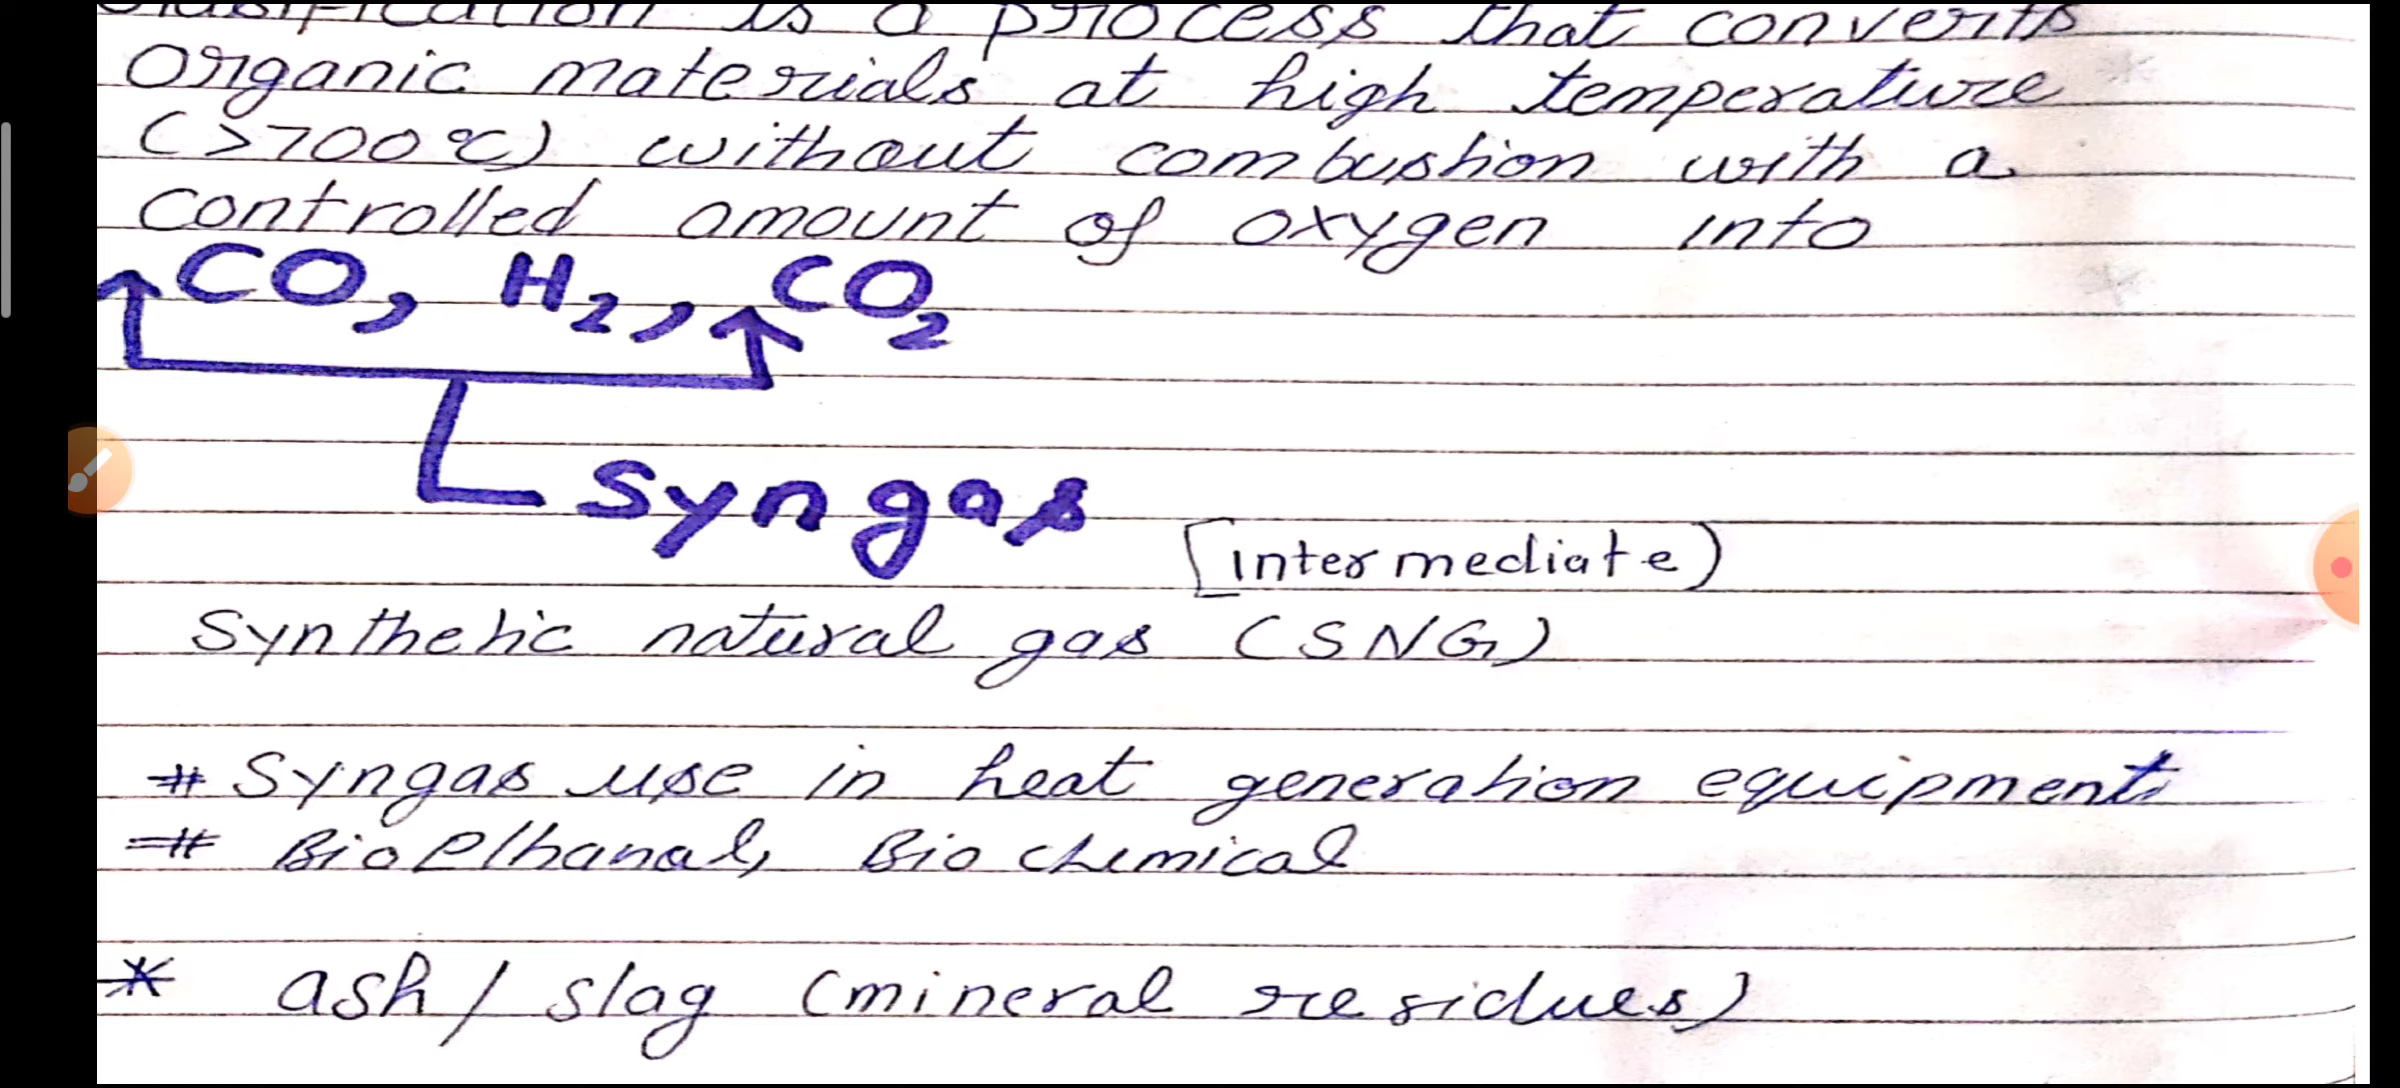 is a process that converts
Organic materials at high temperature
(>700°C) without combustion with a
controlled amount of oxygen into
CO, H2, CO2
Syngas
[intermediate)
Synthetic natural gas (SNG)
# Syngas use in heat generation equipment
# BioElhanal, Bio chemical
* ash/slag (mineral residues)